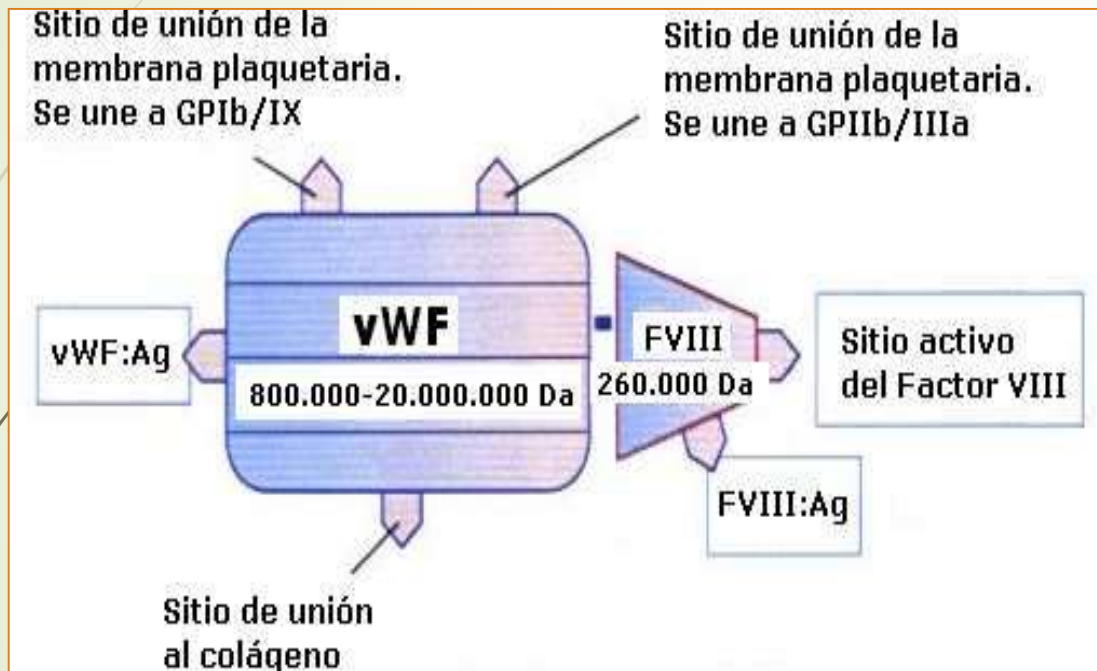 Sitio de unión de la
membrana plaquetaria.
Se une a GPIb/IX
Sitio de unión de la
membrana plaquetaria.
Se une a GPIIb/IIIa
vWF:Ag
vWF
800.000-20.000.000 Da
FVIII
260.000 Da
Sitio activo
del Factor VIII
FVIII:Ag
Sitio de unión
al colágeno